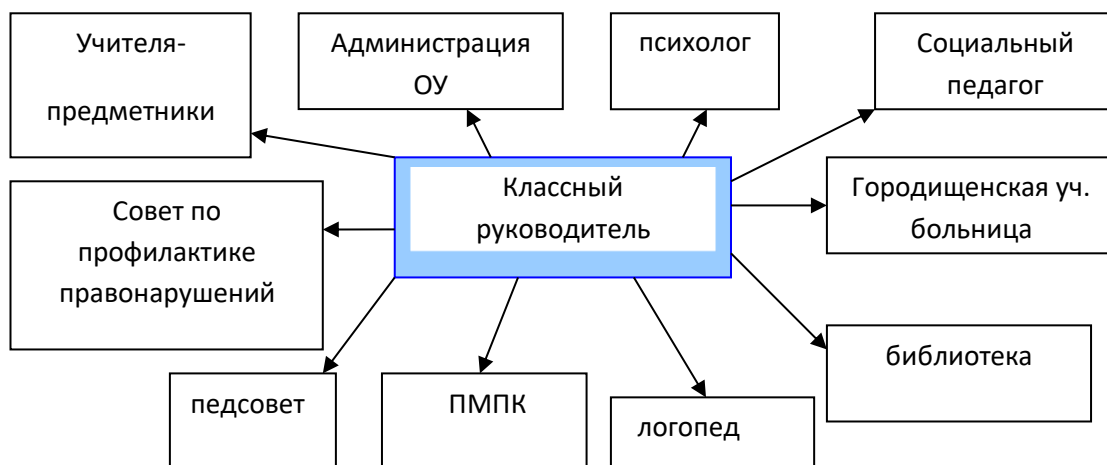 Учителя-
предметники
Администрация
ОУ
психолог
Социальный
педагог
Классный
руководитель
Городищенская уч.
больница
Совет по
профилактике
правонарушений
библиотека
педсовет
ПМПК
логопед